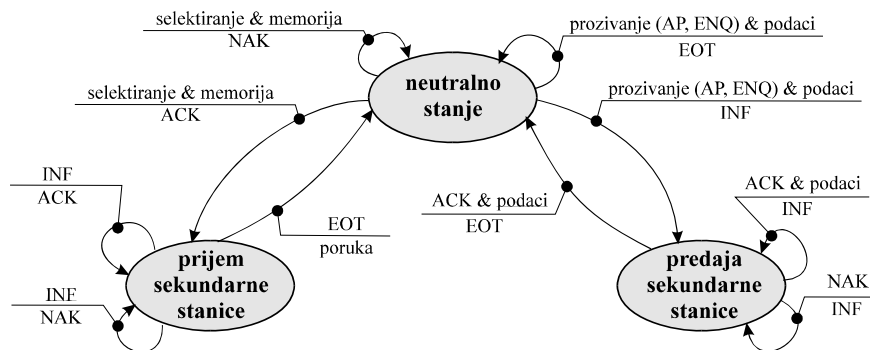 selektiranje & memorija
NAK
prozivanje (AP, ENQ) & podaci
EOT
neutralno
stanje
selektiranje & memorija
ACK
prozivanje (AP, ENQ) & podaci
INF
INF
ACK
EOT
poruka
ACK & podaci
EOT
ACK & podaci
INF
prijem
sekundarne
stanice
predaja
sekundarne
stanice
INF
NAK
NAK
INF